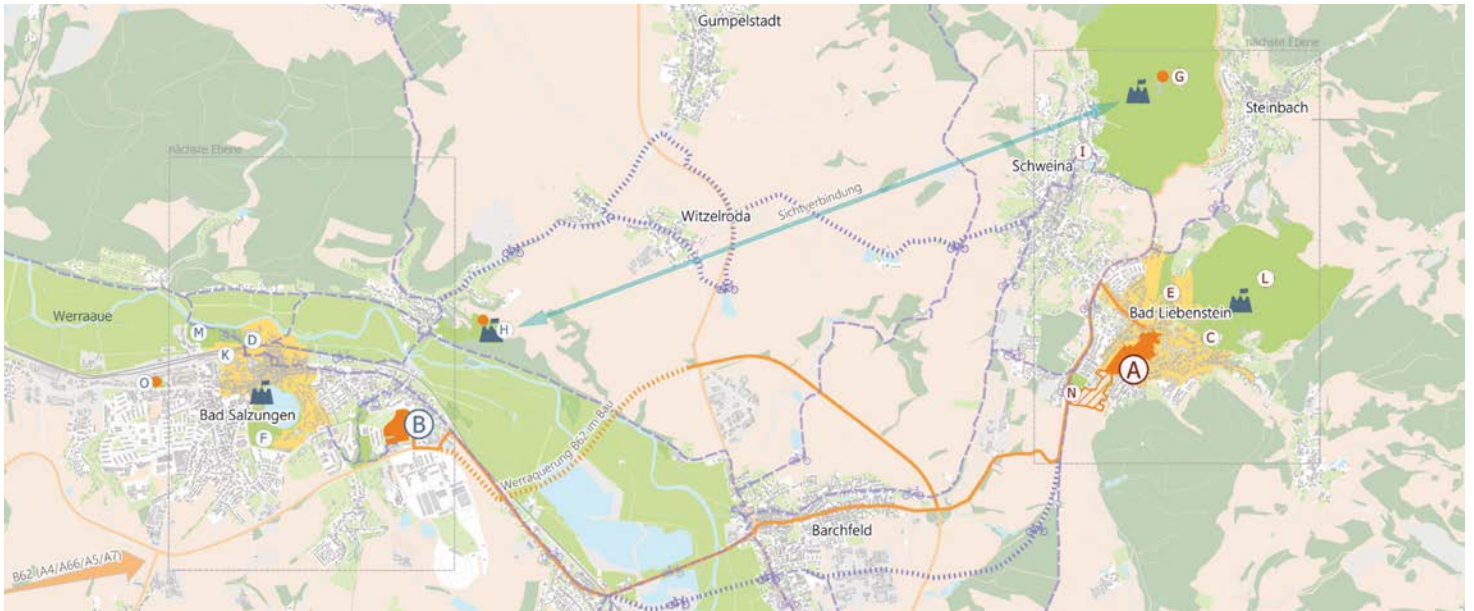 Gumpelstadt
nächste Ebene
G
Steinbach
nächste Ebene
I
Schweina
Sichtverbindung
Witzelroda
L
E
Bad Liebenstein
Werraaue
M
D
H
K
C
O
A
N
Bad Salzungen
B
F
Werraquerung B62 im Bau
Barchfeld
B62 (A4/A66/A5/A7)